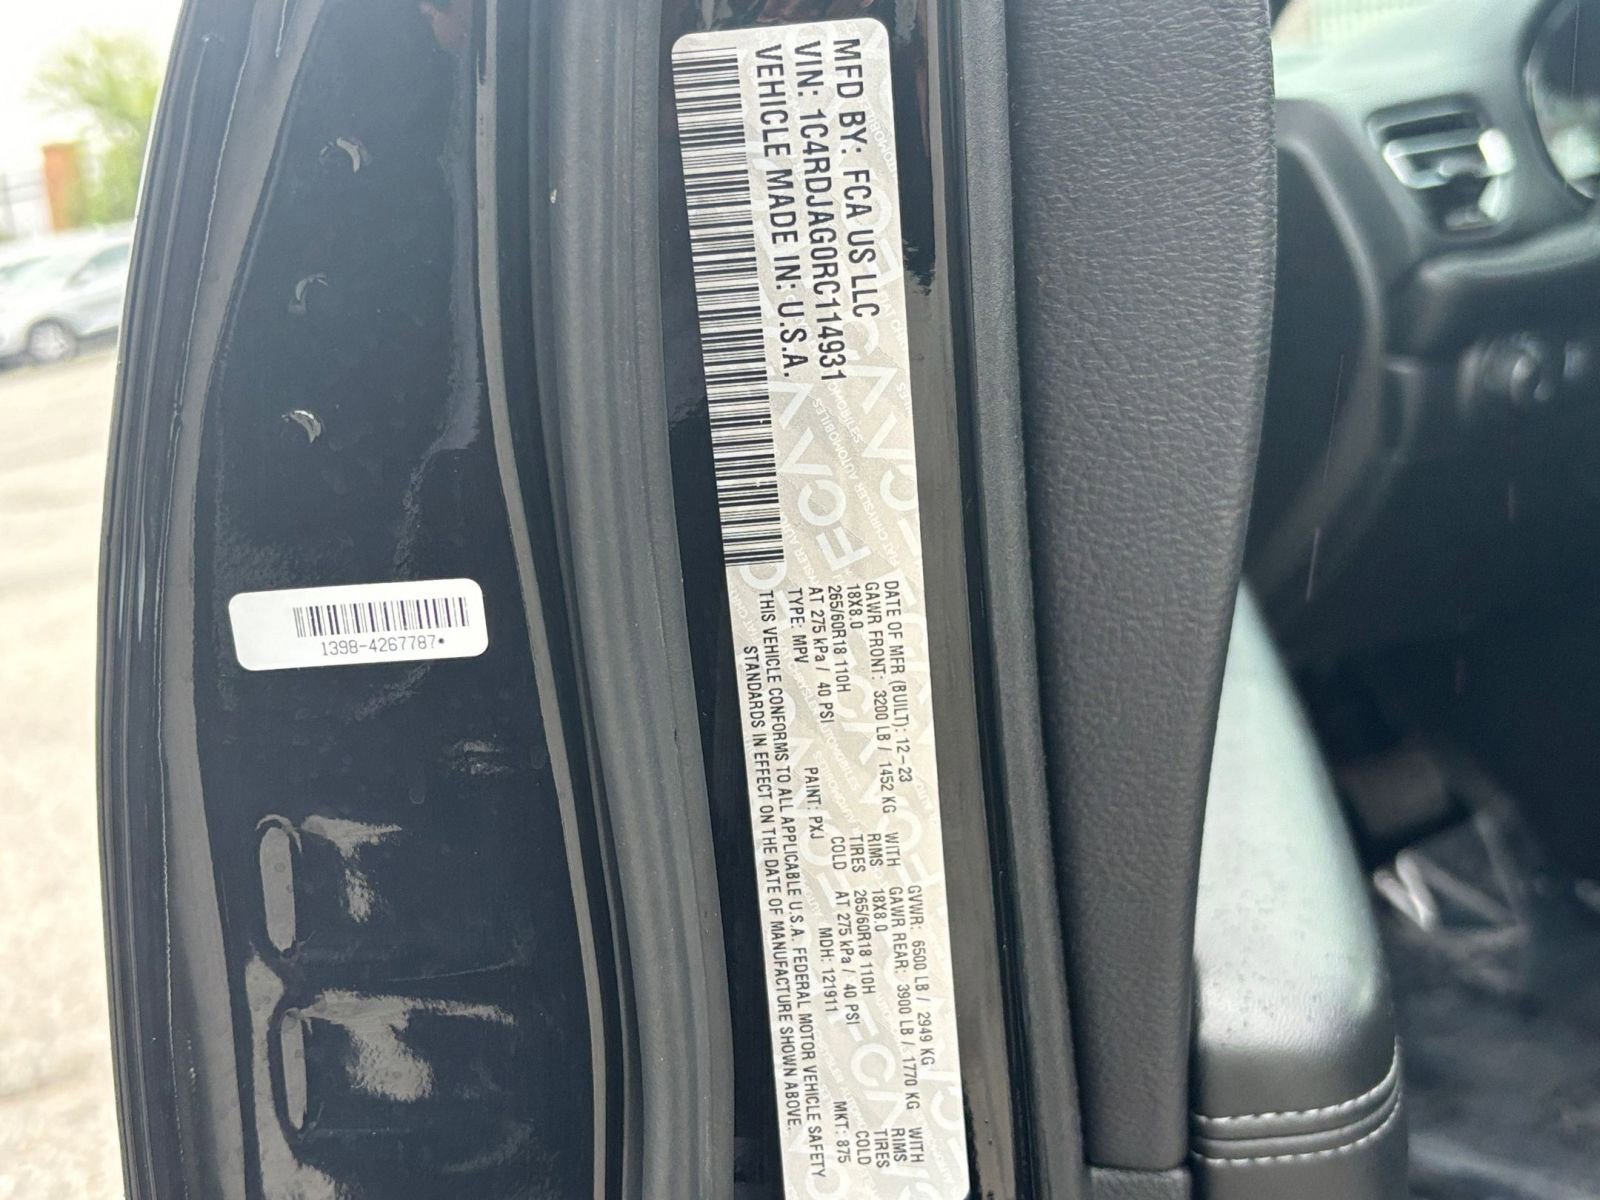 MFD BY: FCA US LLC
VIN: 1C4RDJAG0RC114931
VEHICLE MADE IN: U.S.A.
DATE OF MFR (BUILT): 12-23
GVWR: 6500 LB / 2949 KG
GAWR FRONT: 3200 LB / 1452 KG WITH
GAWR REAR: 3900 LB / 1770 KG WITH
18X8.0 RIMS
18X8.0 RIMS
265/60R18 110H TIRES
265/60R18 110H TIRES
AT 275 kPa / 40 PSI COLD
AT 275 kPa / 40 PSI COLD
TYPE: MPV PAINT: PXJ MDH: 121911 MKT: 875
THIS VEHICLE CONFORMS TO ALL APPLICABLE U.S.A. FEDERAL MOTOR VEHICLE SAFETY
STANDARDS IN EFFECT ON THE DATE OF MANUFACTURE SHOWN ABOVE.
1398-4267787*